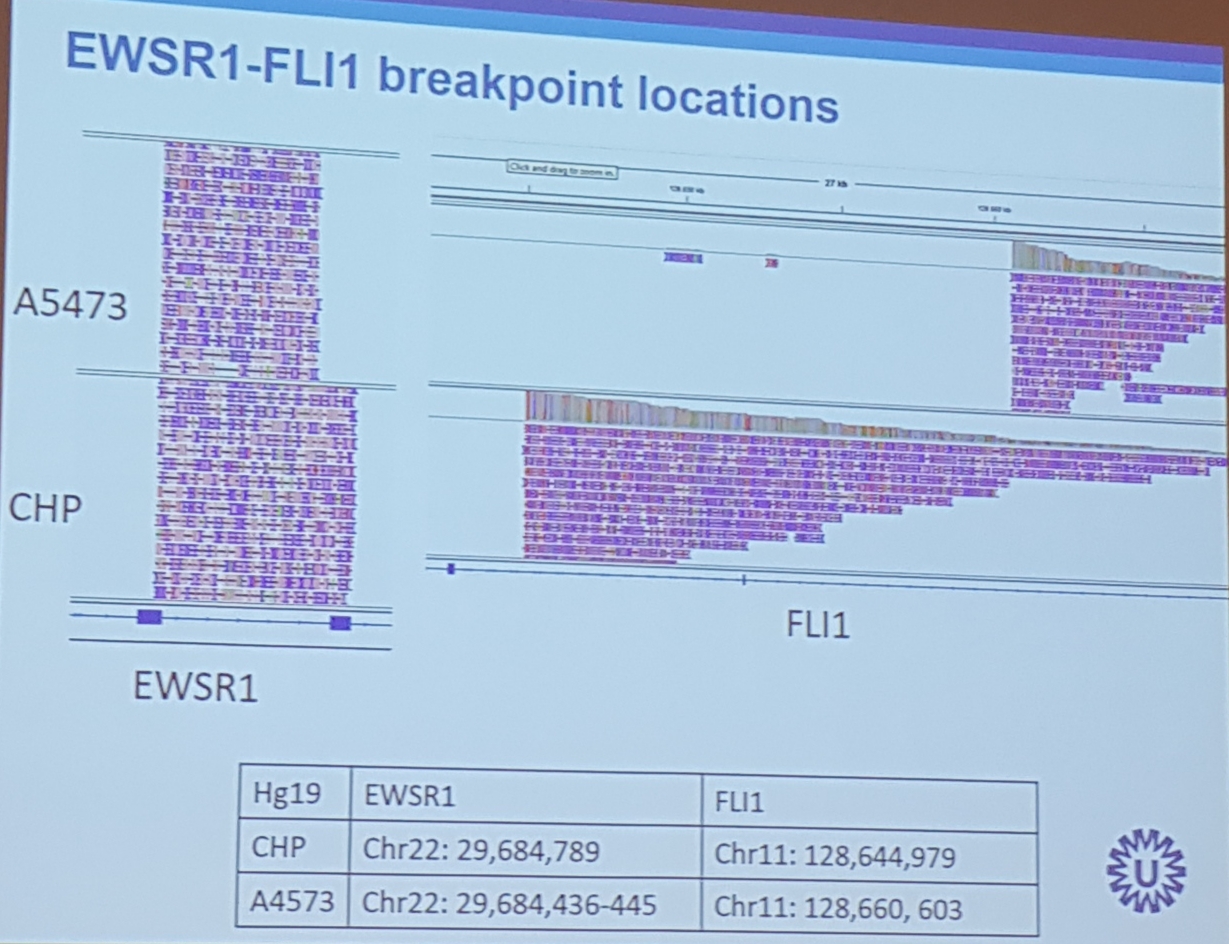 EWSR1-FLI1 breakpoint locations
Click and drag to zoom in.
27 kb
A5473
CHP
FLI1
EWSR1
Hg19 EWSR1 FLI1
CHP Chr22: 29,684,789 Chr11: 128,644,979
A4573 Chr22: 29,684,436-445 Chr11: 128,660, 603
U